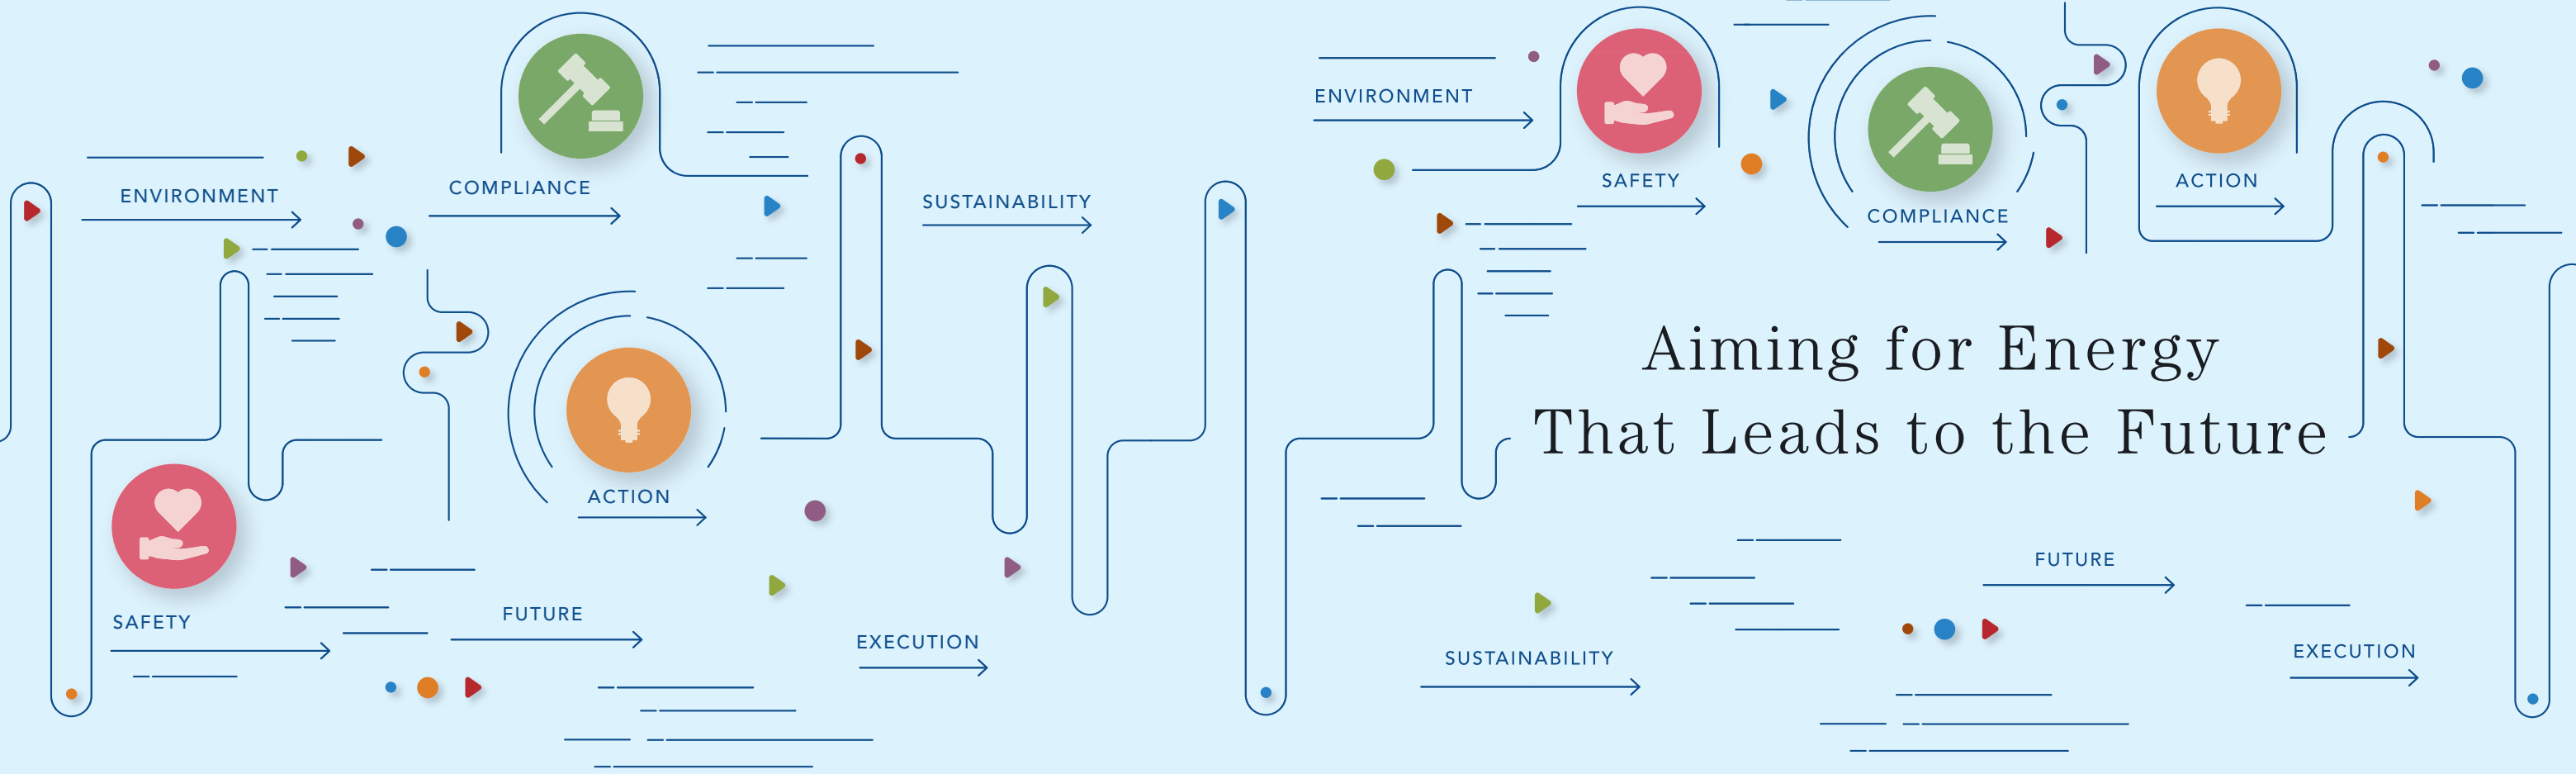 ENVIRONMENT
COMPLIANCE
SUSTAINABILITY
ACTION
SAFETY
FUTURE
EXECUTION
ENVIRONMENT
SAFETY
COMPLIANCE
ACTION
Aiming for Energy
That Leads to the Future
FUTURE
SUSTAINABILITY
EXECUTION